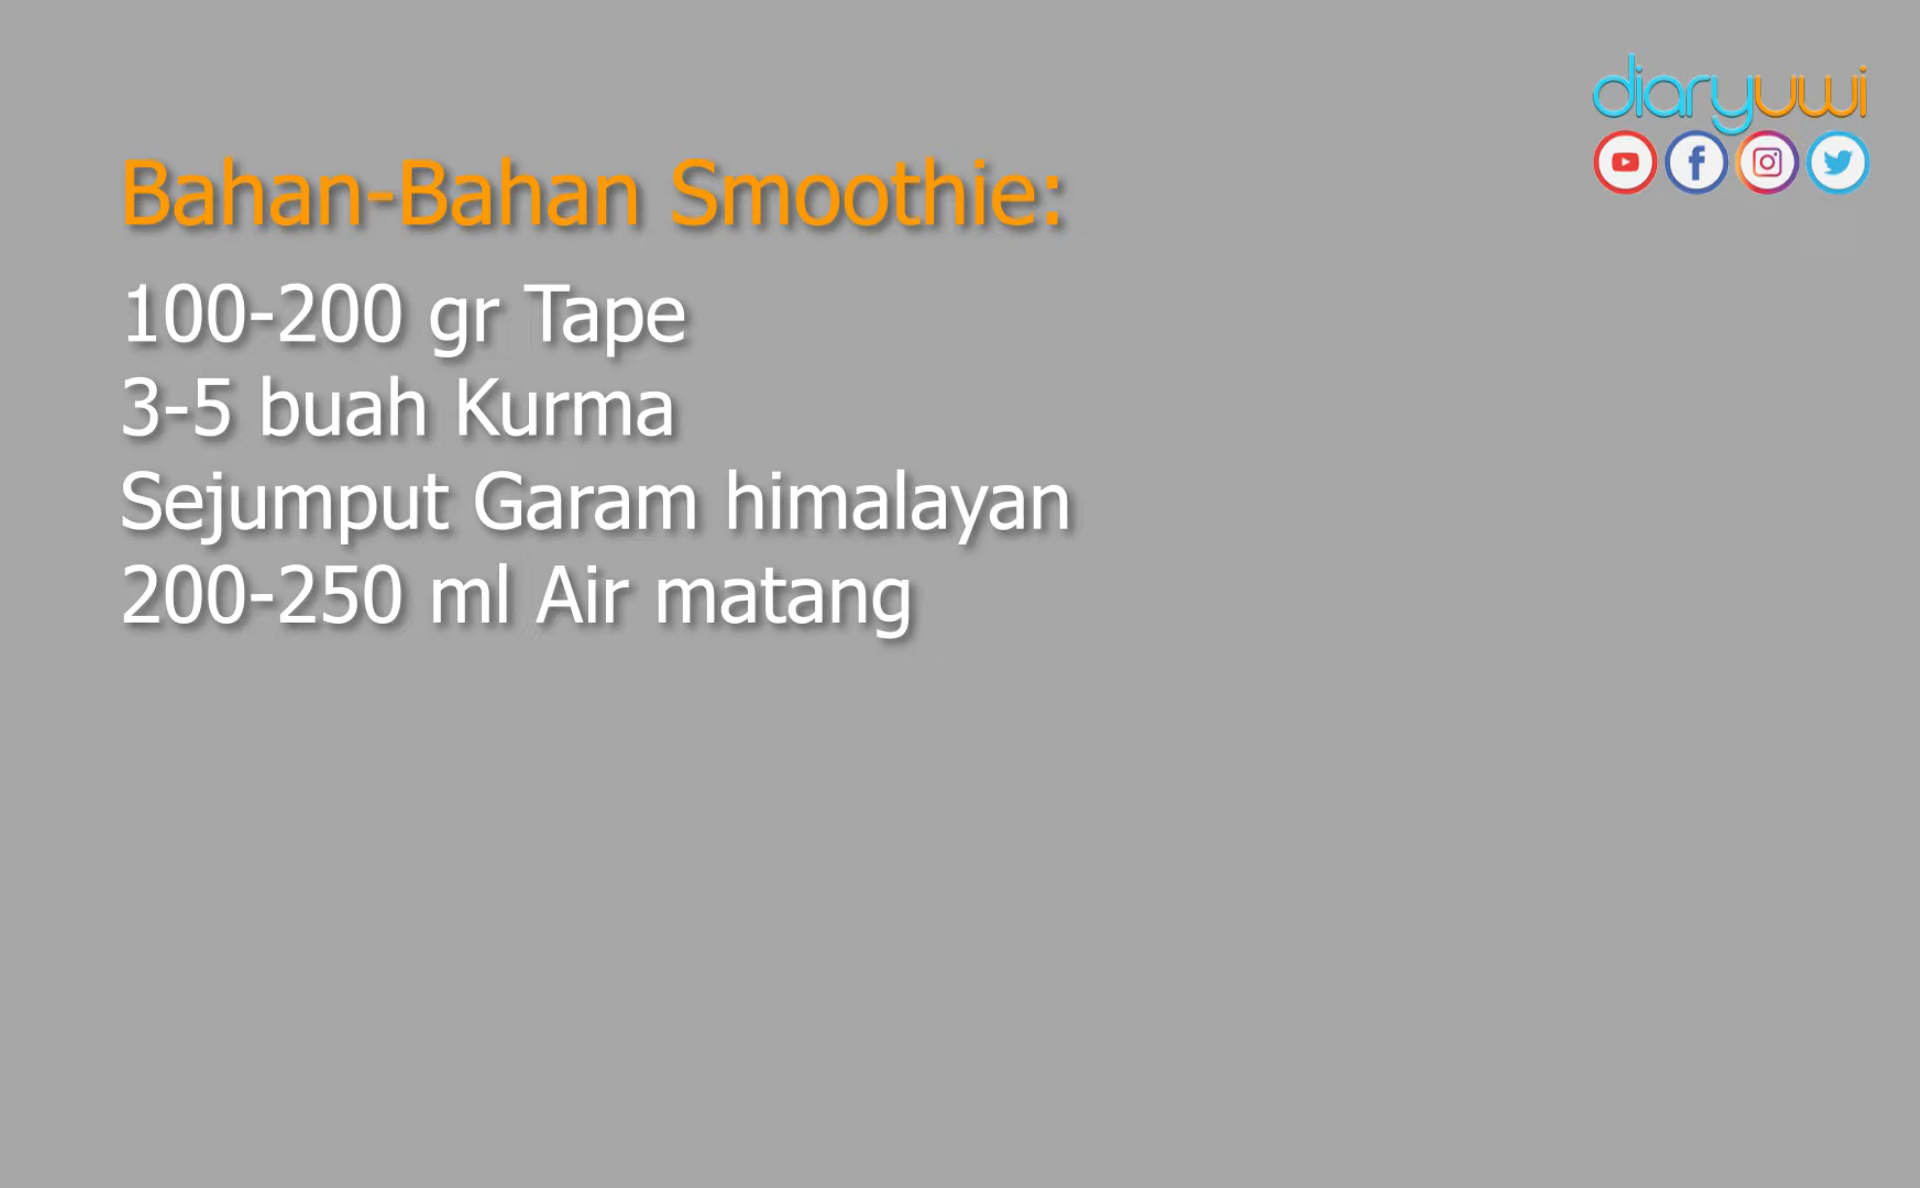 diaryuwi
Bahan-Bahan Smoothie:
100-200 gr Tape
3-5 buah Kurma
Sejumput Garam himalayan
200-250 ml Air matang